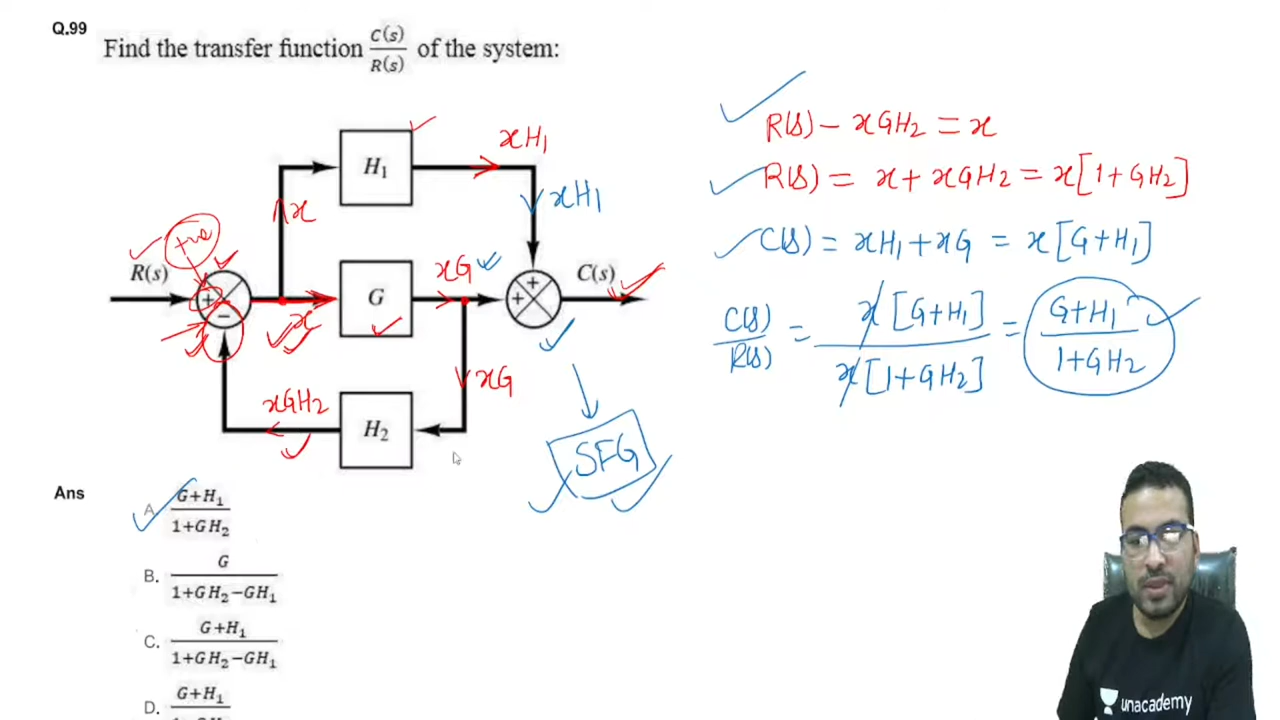 Q.99
Find the transfer function C(s)/R(s) of the system:
H₁
xH₁
xH₁
x
+ve
R(s)
+
−
x
G
xG
+
+
C(s)
xG
xGH₂
H₂
SFG
R(s) − xGH₂ = x
R(s) = x + xGH₂ = x[1+GH₂]
C(s) = xH₁ + xG = x[G+H₁]
C(s)/R(s) = x[G+H₁]/x[1+GH₂] = G+H₁/1+GH₂
Ans
A. G+H₁/1+GH₂
B. G/1+GH₂−GH₁
C. G+H₁/1+GH₂−GH₁
D. G+H₁
unacademy